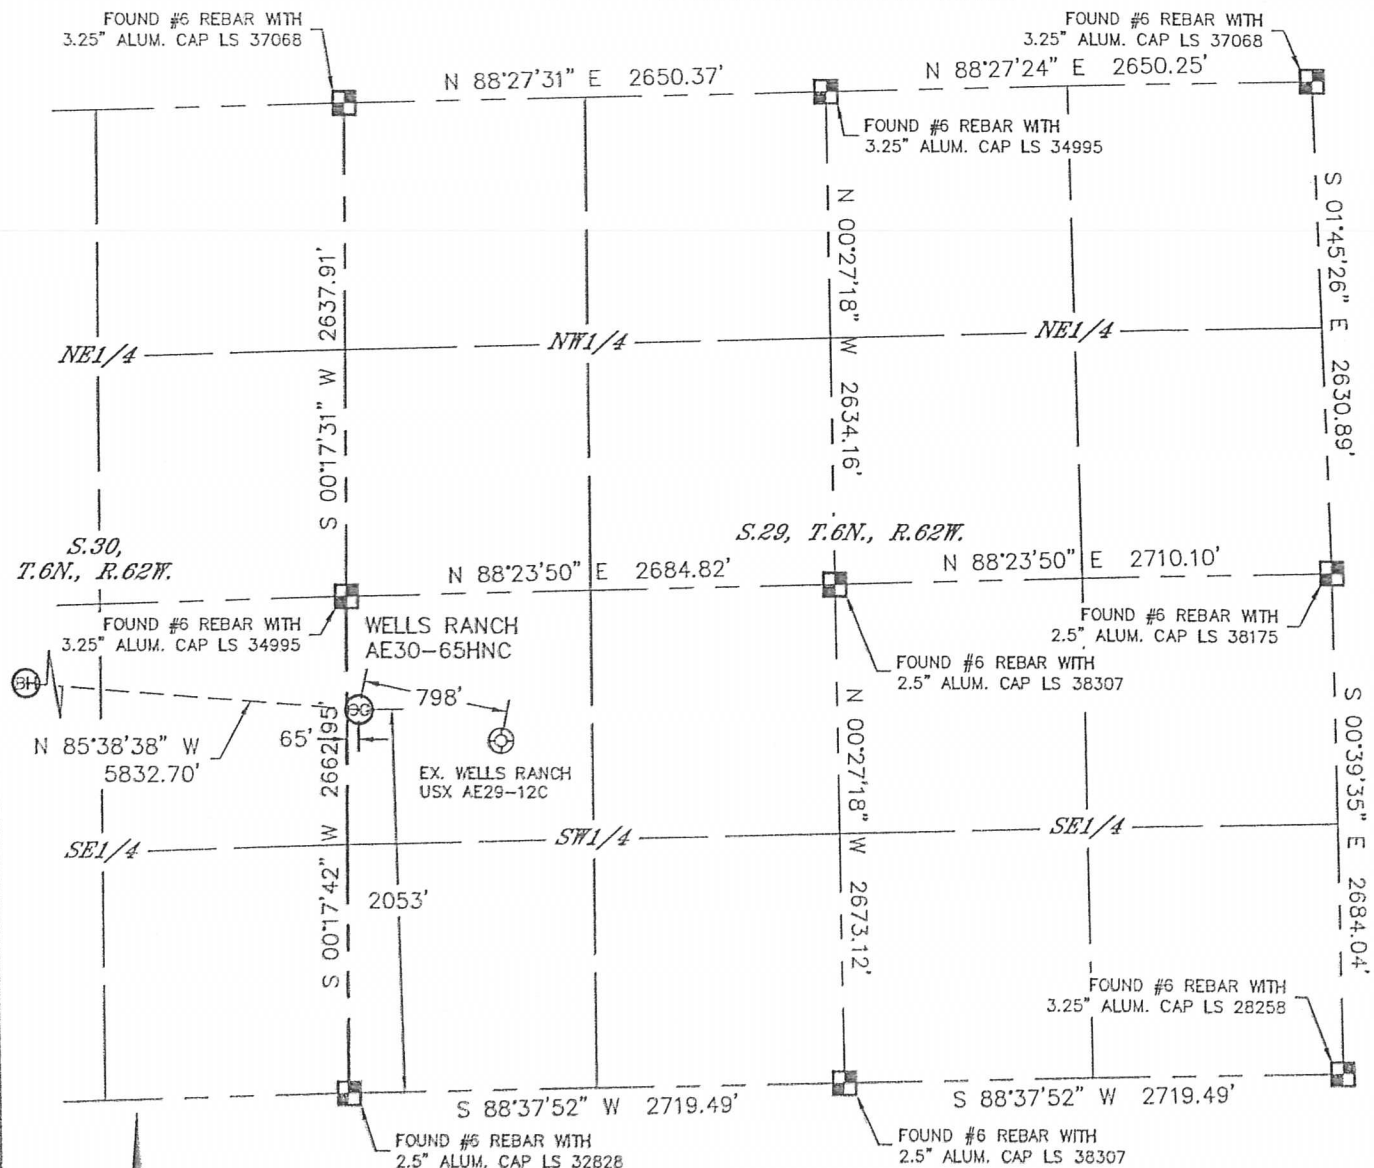 FOUND #6 REBAR WITH
3.25" ALUM. CAP LS 37068
FOUND #6 REBAR WITH
3.25" ALUM. CAP LS 37068
N 88°27'31" E 2650.37'
N 88°27'24" E 2650.25'
FOUND #6 REBAR WITH
3.25" ALUM. CAP LS 34995
S 00°17'31" W 2637.91'
N 00°27'18" W 2634.16'
S 01°45'26" E 2630.89'
NE1/4
NW1/4
NE1/4
S.30,
T.6N., R.62W.
S.29, T.6N., R.62W.
N 88°23'50" E 2684.82'
N 88°23'50" E 2710.10'
FOUND #6 REBAR WITH
3.25" ALUM. CAP LS 34995
WELLS RANCH
AE30-65HNC
FOUND #6 REBAR WITH
2.5" ALUM. CAP LS 38175
FOUND #6 REBAR WITH
2.5" ALUM. CAP LS 38307
BH
OG
798'
65'
N 85°38'38" W
5832.70'
EX. WELLS RANCH
USX AE29-12C
S 00°17'42" W 2662.95'
N 00°27'18" W 2673.12'
S 00°39'35" E 2684.04'
SE1/4
SW1/4
SE1/4
2053'
FOUND #6 REBAR WITH
3.25" ALUM. CAP LS 28258
S 88°37'52" W 2719.49'
S 88°37'52" W 2719.49'
FOUND #6 REBAR WITH
2.5" ALUM. CAP LS 32828
FOUND #6 REBAR WITH
2.5" ALUM. CAP LS 38307